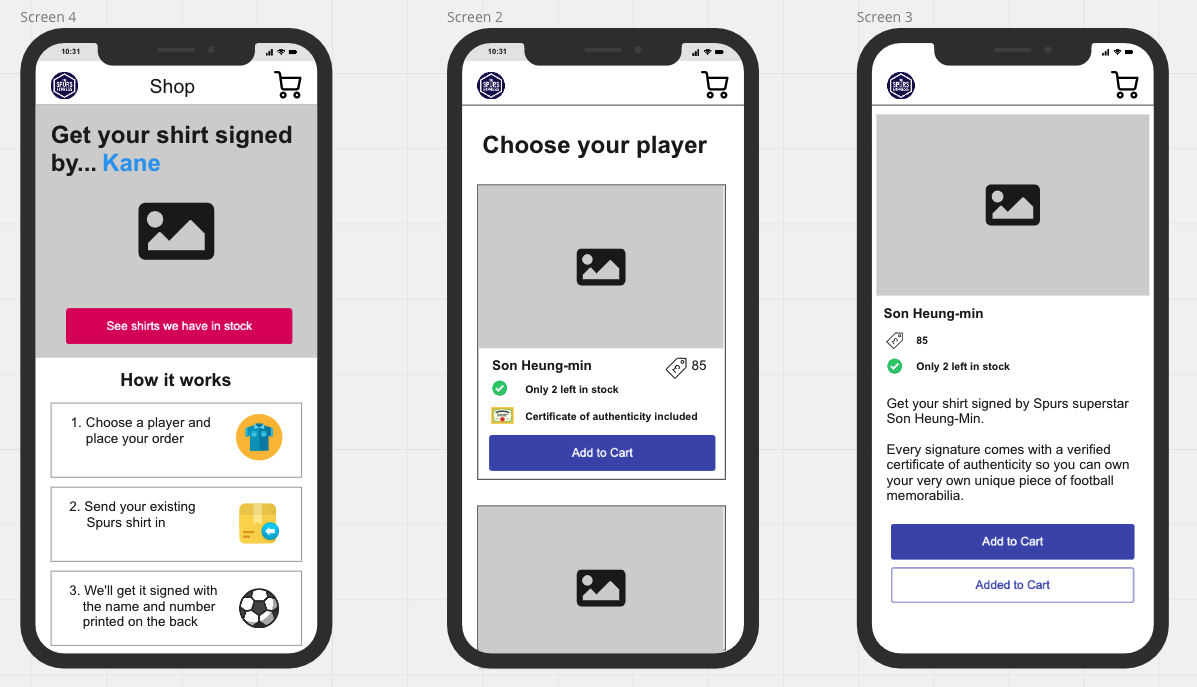 Screen 4
10:31
SPURS
EXPRESS
Shop
Get your shirt signed
by... Kane
See shirts we have in stock
How it works
1. Choose a player and
place your order
2. Send your existing
Spurs shirt in
3. We'll get it signed with
the name and number
printed on the back
Screen 2
10:31
SPURS
EXPRESS
Choose your player
Son Heung-min
85
Only 2 left in stock
Certificate of authenticity included
Add to Cart
Screen 3
SPURS
EXPRESS
Son Heung-min
85
Only 2 left in stock
Get your shirt signed by Spurs superstar
Son Heung-Min.
Every signature comes with a verified
certificate of authenticity so you can own
your very own unique piece of football
memorabilia.
Add to Cart
Added to Cart